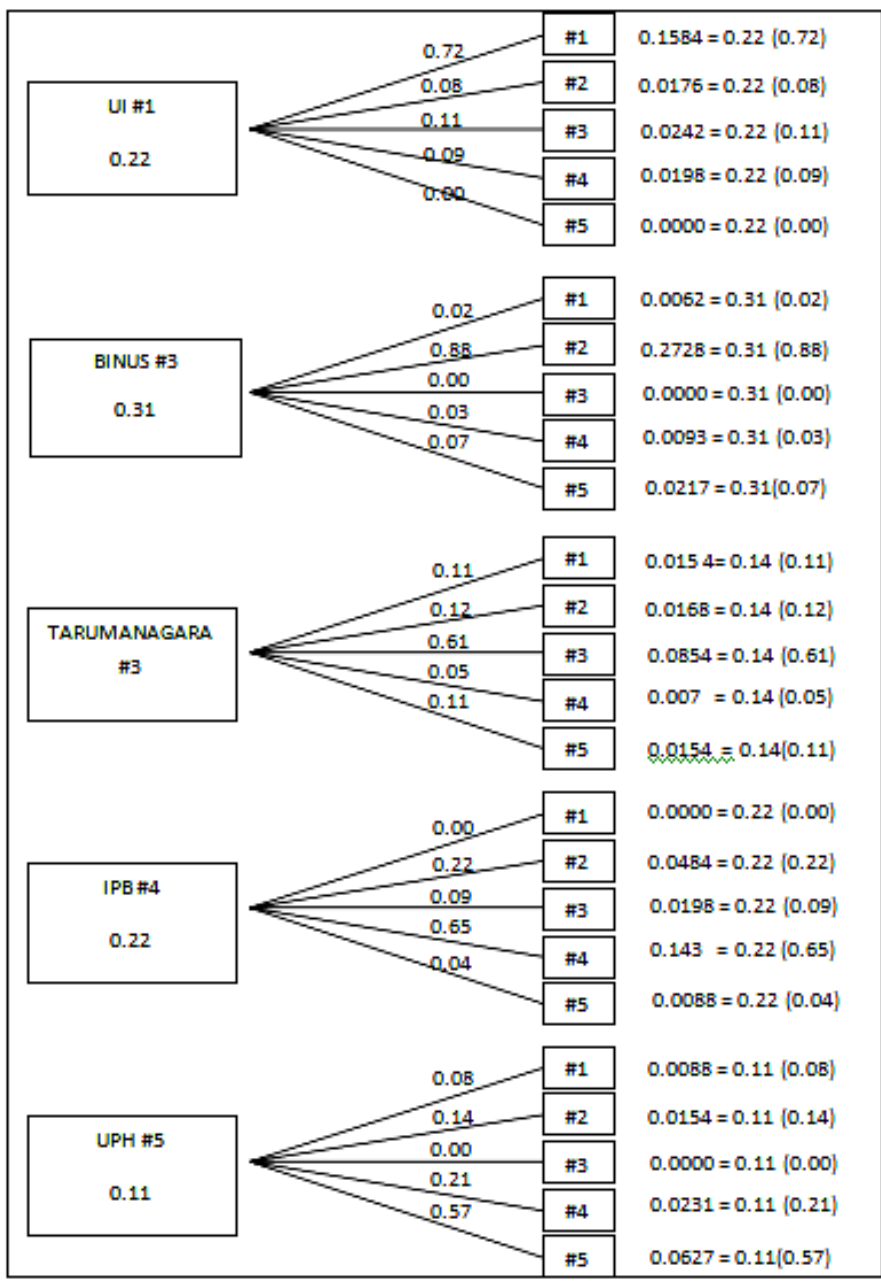 UI #1
0.22
0.72
0.08
0.11
0.09
0.00
#1 0.1584 = 0.22 (0.72)
#2 0.0176 = 0.22 (0.08)
#3 0.0242 = 0.22 (0.11)
#4 0.0198 = 0.22 (0.09)
#5 0.0000 = 0.22 (0.00)
BINUS #3
0.31
0.02
0.88
0.00
0.03
0.07
#1 0.0062 = 0.31 (0.02)
#2 0.2728 = 0.31 (0.88)
#3 0.0000 = 0.31 (0.00)
#4 0.0093 = 0.31 (0.03)
#5 0.0217 = 0.31(0.07)
TARUMANAGARA
#3
0.11
0.12
0.61
0.05
0.11
#1 0.015 4= 0.14 (0.11)
#2 0.0168 = 0.14 (0.12)
#3 0.0854 = 0.14 (0.61)
#4 0.007 = 0.14 (0.05)
#5 0.0154 = 0.14(0.11)
IPB #4
0.22
0.00
0.22
0.09
0.65
0.04
#1 0.0000 = 0.22 (0.00)
#2 0.0484 = 0.22 (0.22)
#3 0.0198 = 0.22 (0.09)
#4 0.143 = 0.22 (0.65)
#5 0.0088 = 0.22 (0.04)
UPH #5
0.11
0.08
0.14
0.00
0.21
0.57
#1 0.0088 = 0.11 (0.08)
#2 0.0154 = 0.11 (0.14)
#3 0.0000 = 0.11 (0.00)
#4 0.0231 = 0.11 (0.21)
#5 0.0627 = 0.11(0.57)